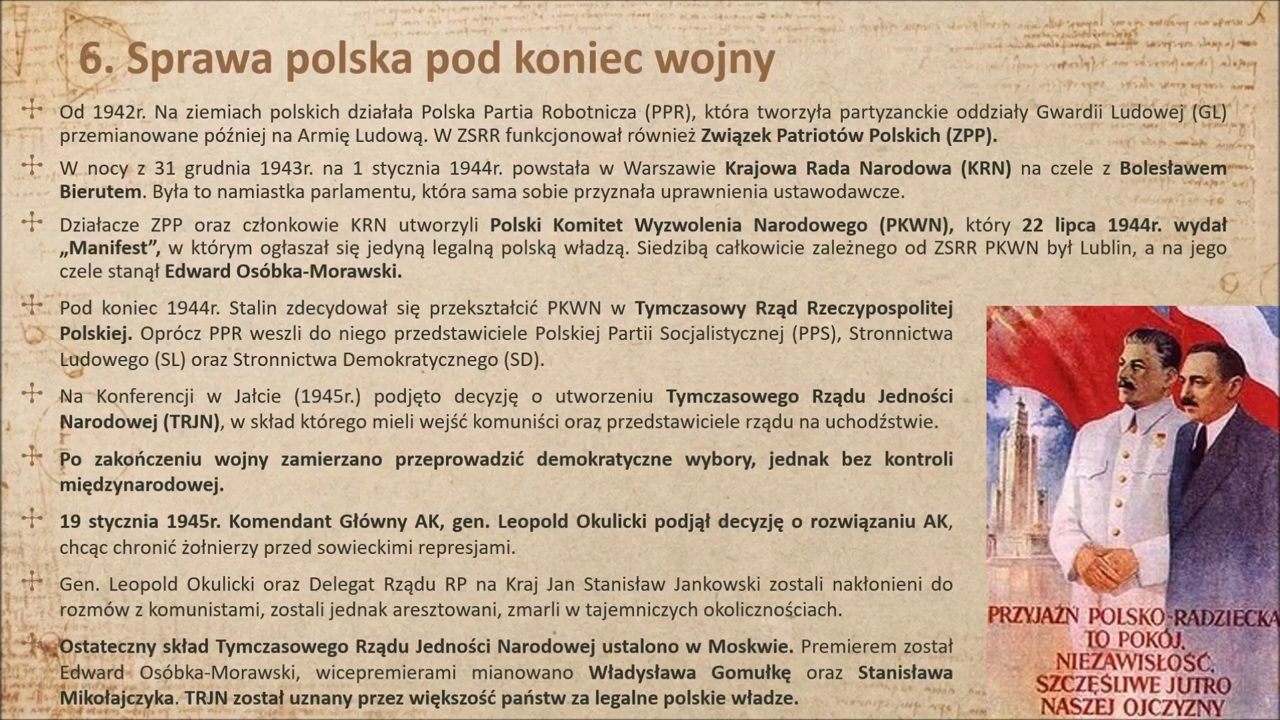 6. Sprawa polska pod koniec wojny
Od 1942r. Na ziemiach polskich działała Polska Partia Robotnicza (PPR), która tworzyła partyzanckie oddziały Gwardii Ludowej (GL)
przemianowane później na Armię Ludową. W ZSRR funkcjonował również Związek Patriotów Polskich (ZPP).
W nocy z 31 grudnia 1943r. na 1 stycznia 1944r. powstała w Warszawie Krajowa Rada Narodowa (KRN) na czele z Bolesławem
Bierutem. Była to namiastka parlamentu, która sama sobie przyznała uprawnienia ustawodawcze.
Działacze ZPP oraz członkowie KRN utworzyli Polski Komitet Wyzwolenia Narodowego (PKWN), który 22 lipca 1944r. wydał
„Manifest”, w którym ogłaszał się jedyną legalną polską władzą. Siedzibą całkowicie zależnego od ZSRR PKWN był Lublin, a na jego
czele stanął Edward Osóbka-Morawski.
Pod koniec 1944r. Stalin zdecydował się przekształcić PKWN w Tymczasowy Rząd Rzeczypospolitej
Polskiej. Oprócz PPR weszli do niego przedstawiciele Polskiej Partii Socjalistycznej (PPS), Stronnictwa
Ludowego (SL) oraz Stronnictwa Demokratycznego (SD).
Na Konferencji w Jałcie (1945r.) podjęto decyzję o utworzeniu Tymczasowego Rządu Jedności
Narodowej (TRJN), w skład którego mieli wejść komuniści oraz przedstawiciele rządu na uchodźstwie.
Po zakończeniu wojny zamierzano przeprowadzić demokratyczne wybory, jednak bez kontroli
międzynarodowej.
19 stycznia 1945r. Komendant Główny AK, gen. Leopold Okulicki podjął decyzję o rozwiązaniu AK,
chcąc chronić żołnierzy przed sowieckimi represjami.
Gen. Leopold Okulicki oraz Delegat Rządu RP na Kraj Jan Stanisław Jankowski zostali nakłonieni do
rozmów z komunistami, zostali jednak aresztowani, zmarli w tajemniczych okolicznościach.
Ostateczny skład Tymczasowego Rządu Jedności Narodowej ustalono w Moskwie. Premierem został
Edward Osóbka-Morawski, wicepremierami mianowano Władysława Gomułkę oraz Stanisława
Mikołajczyka. TRJN został uznany przez większość państw za legalne polskie władze.
PRZYJAŹŃ POLSKO-RADZIECKA
TO POKÓJ,
NIEZAWISŁOŚĆ,
SZCZĘŚLIWE JUTRO
NASZEJ OJCZYZNY